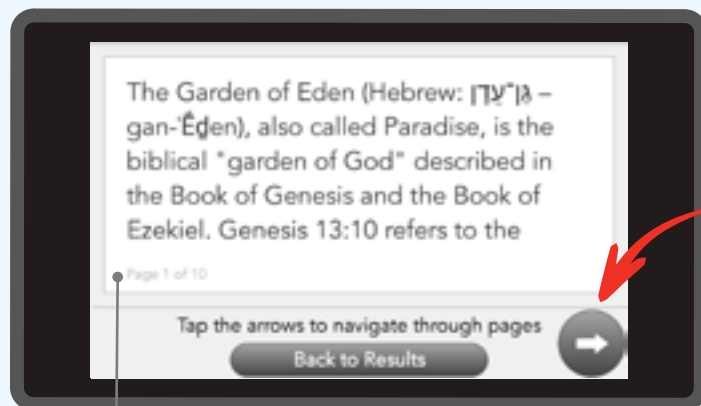 The Garden of Eden (Hebrew: גַּן־עֵדֶן –
gan-ʿĒḏen), also called Paradise, is the
biblical "garden of God" described in
the Book of Genesis and the Book of
Ezekiel. Genesis 13:10 refers to the
Page 1 of 10
Tap the arrows to navigate through pages
Back to Results